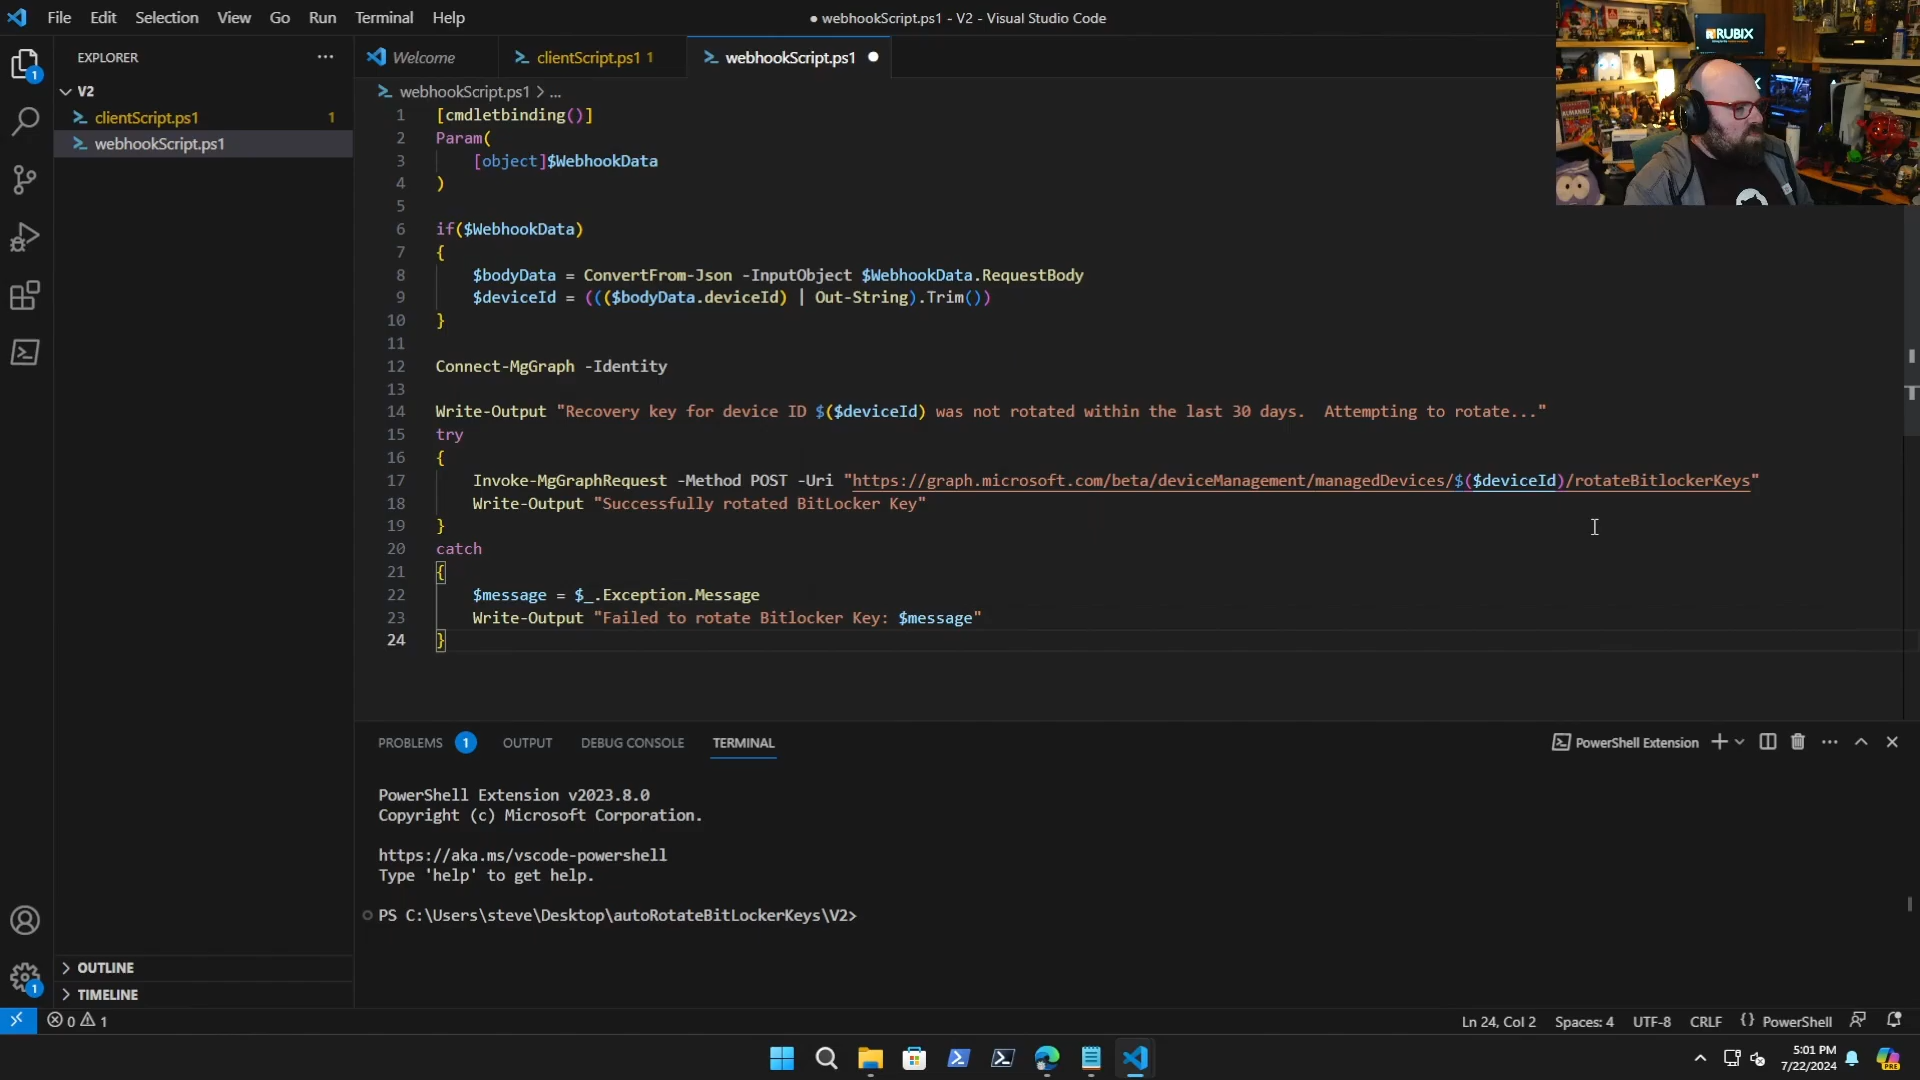 File Edit Selection View Go Run Terminal Help
● webhookScript.ps1 - V2 - Visual Studio Code
RUBIX
EXPLORER
V2
clientScript.ps1 1
webhookScript.ps1
OUTLINE
TIMELINE
Welcome
clientScript.ps1 1
webhookScript.ps1
webhookScript.ps1 > ...
1 [cmdletbinding()]
2 Param(
3 [object]$WebhookData
4 )
5
6 if($WebhookData)
7 {
8 $bodyData = ConvertFrom-Json -InputObject $WebhookData.RequestBody
9 $deviceId = ((($bodyData.deviceId) | Out-String).Trim())
10 }
11
12 Connect-MgGraph -Identity
13
14 Write-Output "Recovery key for device ID $($deviceId) was not rotated within the last 30 days.  Attempting to rotate..."
15 try
16 {
17 Invoke-MgGraphRequest -Method POST -Uri "https://graph.microsoft.com/beta/deviceManagement/managedDevices/$($deviceId)/rotateBitlockerKeys"
18 Write-Output "Successfully rotated BitLocker Key"
19 }
20 catch
21 {
22 $message = $_.Exception.Message
23 Write-Output "Failed to rotate Bitlocker Key: $message"
24 }
PROBLEMS 1 OUTPUT DEBUG CONSOLE TERMINAL
PowerShell Extension
PowerShell Extension v2023.8.0
Copyright (c) Microsoft Corporation.
https://aka.ms/vscode-powershell
Type 'help' to get help.
PS C:\Users\steve\Desktop\autoRotateBitLockerKeys\V2>
0 1
Ln 24, Col 2 Spaces: 4 UTF-8 CRLF {} PowerShell
5:01 PM
7/22/2024